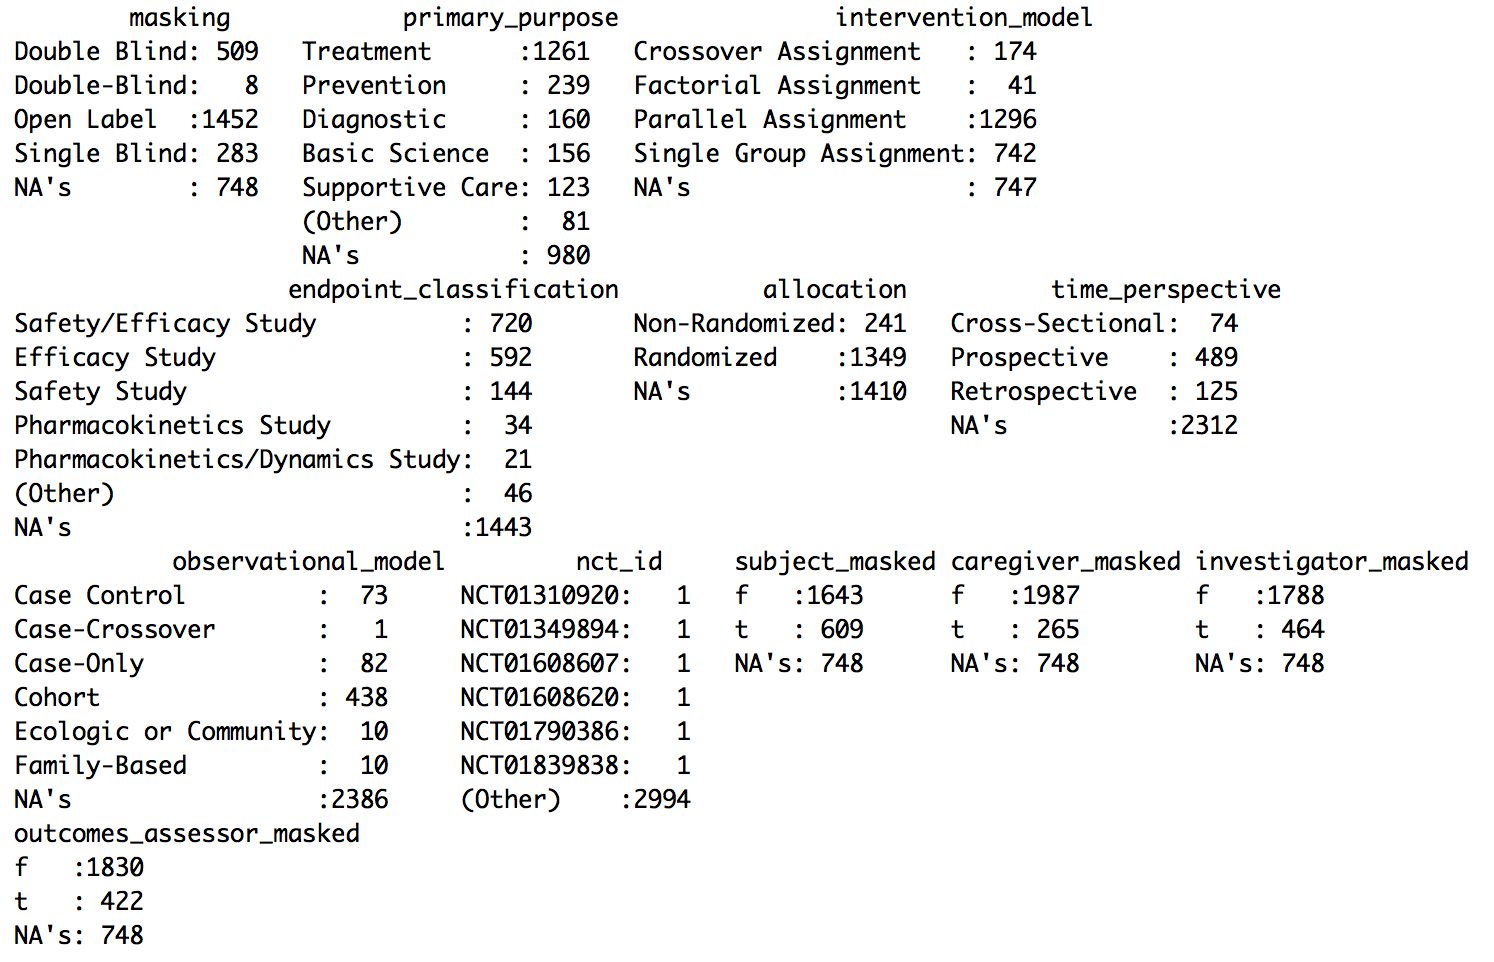 masking            primary_purpose               intervention_model
Double Blind: 509   Treatment      :1261   Crossover Assignment   : 174
Double-Blind:   8   Prevention     : 239   Factorial Assignment   :  41
Open Label  :1452   Diagnostic     : 160   Parallel Assignment    :1296
Single Blind: 283   Basic Science  : 156   Single Group Assignment: 742
NA's        : 748   Supportive Care: 123   NA's                   : 747
                    (Other)        :  81
                    NA's           : 980
                   endpoint_classification          allocation          time_perspective
Safety/Efficacy Study          : 720       Non-Randomized: 241   Cross-Sectional:  74
Efficacy Study                 : 592       Randomized    :1349   Prospective    : 489
Safety Study                   : 144       NA's          :1410   Retrospective  : 125
Pharmacokinetics Study         :  34                             NA's           :2312
Pharmacokinetics/Dynamics Study:  21
(Other)                        :  46
NA's                           :1443
           observational_model         nct_id     subject_masked caregiver_masked investigator_masked
Case Control         :  73     NCT01310920:   1   f   :1643      f   :1987        f   :1788
Case-Crossover       :   1     NCT01349894:   1   t   : 609      t   : 265        t   : 464
Case-Only            :  82     NCT01608607:   1   NA's: 748      NA's: 748        NA's: 748
Cohort               : 438     NCT01608620:   1
Ecologic or Community:  10     NCT01790386:   1
Family-Based         :  10     NCT01839838:   1
NA's                 :2386     (Other)    :2994
outcomes_assessor_masked
f   :1830
t   : 422
NA's: 748